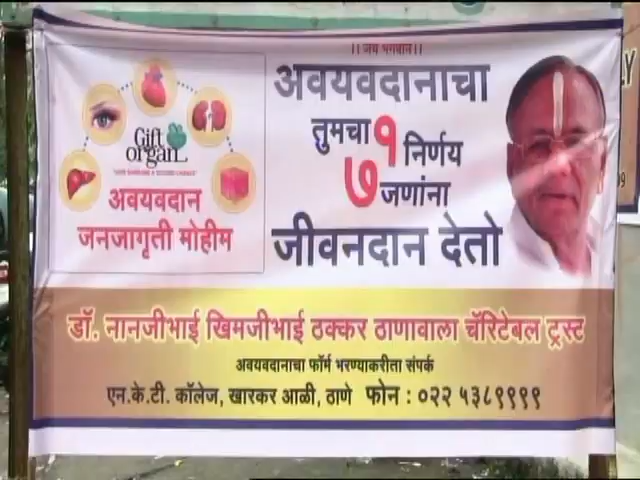 ।। जय भगवान।।
अवयवदानाचा
तुमचा १ निर्णय
७ जणांना
जीवनदान देतो
Gift
organ
अवयवदान
जनजागृती मोहीम
डॉ. नानजीभाई खिमजीभाई ठक्कर ठाणावाला चॅरिटेबल ट्रस्ट
अवयवदानाचा फॉर्म भरण्याकरीता संपर्क
एन.के.टी. कॉलेज, खारकर आळी, ठाणे फोन : ०२२ ५३८९९९९